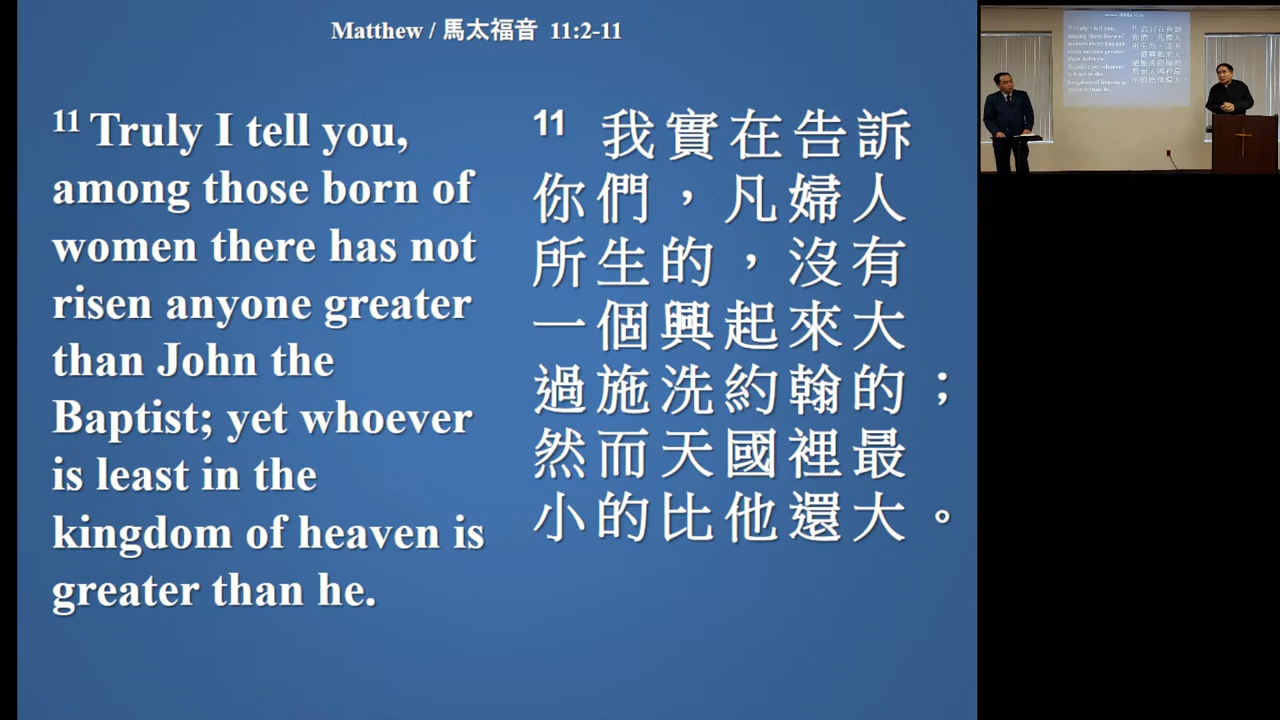 Matthew / 馬太福音 11:2-11
11 Truly I tell you,
among those born of
women there has not
risen anyone greater
than John the
Baptist; yet whoever
is least in the
kingdom of heaven is
greater than he.
11 我實在告訴
你們，凡婦人
所生的，沒有
一個興起來大
過施洗約翰的；
然而天國裡最
小的比他還大。